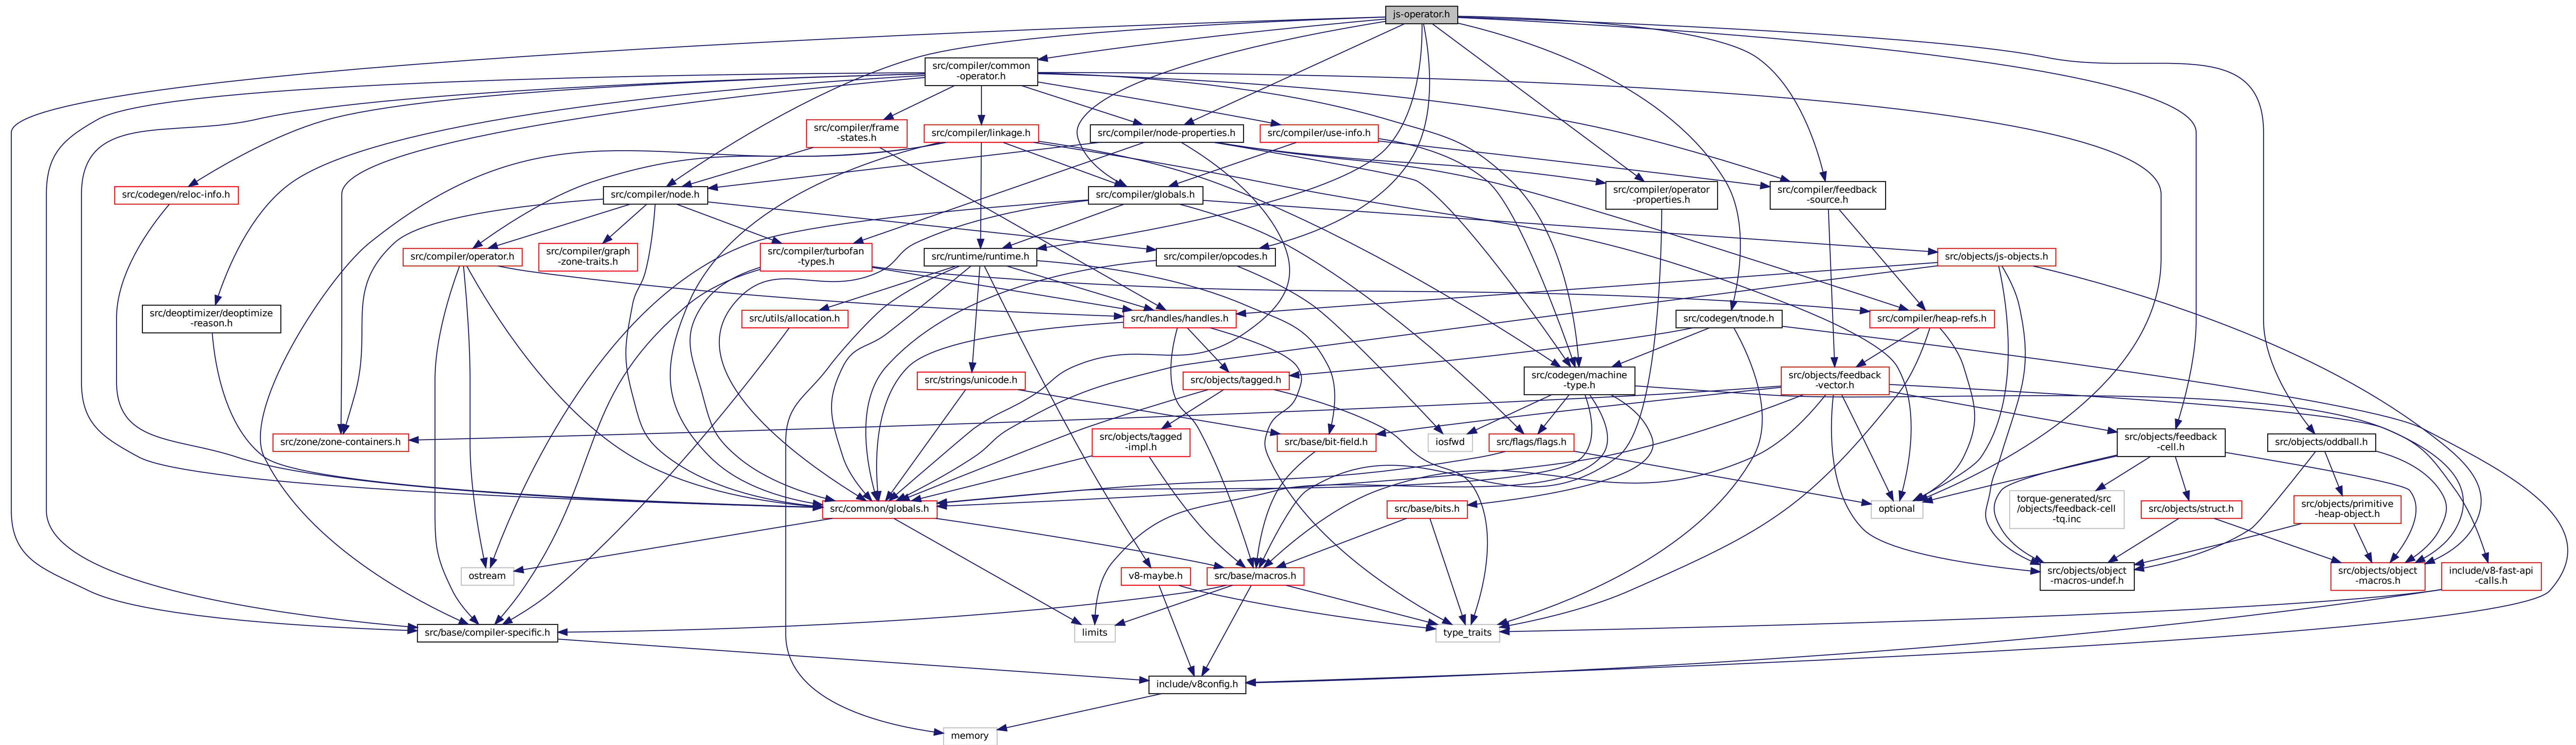 js-operator.h
src/compiler/common
-operator.h
src/compiler/frame
-states.h
src/compiler/linkage.h
src/compiler/node-properties.h
src/compiler/use-info.h
src/codegen/reloc-info.h
src/compiler/node.h
src/compiler/globals.h
src/compiler/operator
-properties.h
src/compiler/feedback
-source.h
src/compiler/operator.h
src/compiler/graph
-zone-traits.h
src/compiler/turbofan
-types.h
src/runtime/runtime.h
src/compiler/opcodes.h
src/objects/js-objects.h
src/deoptimizer/deoptimize
-reason.h
src/utils/allocation.h
src/handles/handles.h
src/codegen/tnode.h
src/compiler/heap-refs.h
src/strings/unicode.h
src/objects/tagged.h
src/codegen/machine
-type.h
src/objects/feedback
-vector.h
src/zone/zone-containers.h
src/objects/tagged
-impl.h
src/base/bit-field.h
iosfwd
src/flags/flags.h
src/objects/feedback
-cell.h
src/objects/oddball.h
src/common/globals.h
src/base/bits.h
optional
torque-generated/src
/objects/feedback-cell
-tq.inc
src/objects/struct.h
src/objects/primitive
-heap-object.h
ostream
v8-maybe.h
src/base/macros.h
src/objects/object
-macros-undef.h
src/objects/object
-macros.h
include/v8-fast-api
-calls.h
src/base/compiler-specific.h
limits
type_traits
include/v8config.h
memory